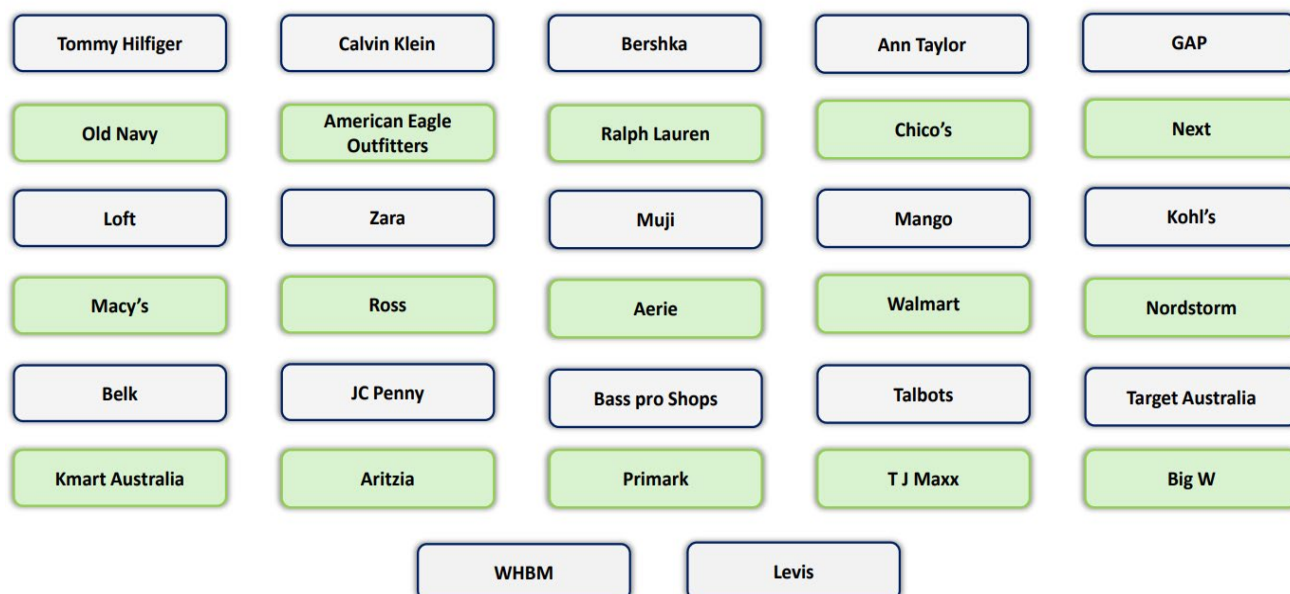 Tommy Hilfiger
Calvin Klein
Bershka
Ann Taylor
GAP
Old Navy
American Eagle
Outfitters
Ralph Lauren
Chico’s
Next
Loft
Zara
Muji
Mango
Kohl’s
Macy’s
Ross
Aerie
Walmart
Nordstorm
Belk
JC Penny
Bass pro Shops
Talbots
Target Australia
Kmart Australia
Aritzia
Primark
T J Maxx
Big W
WHBM
Levis